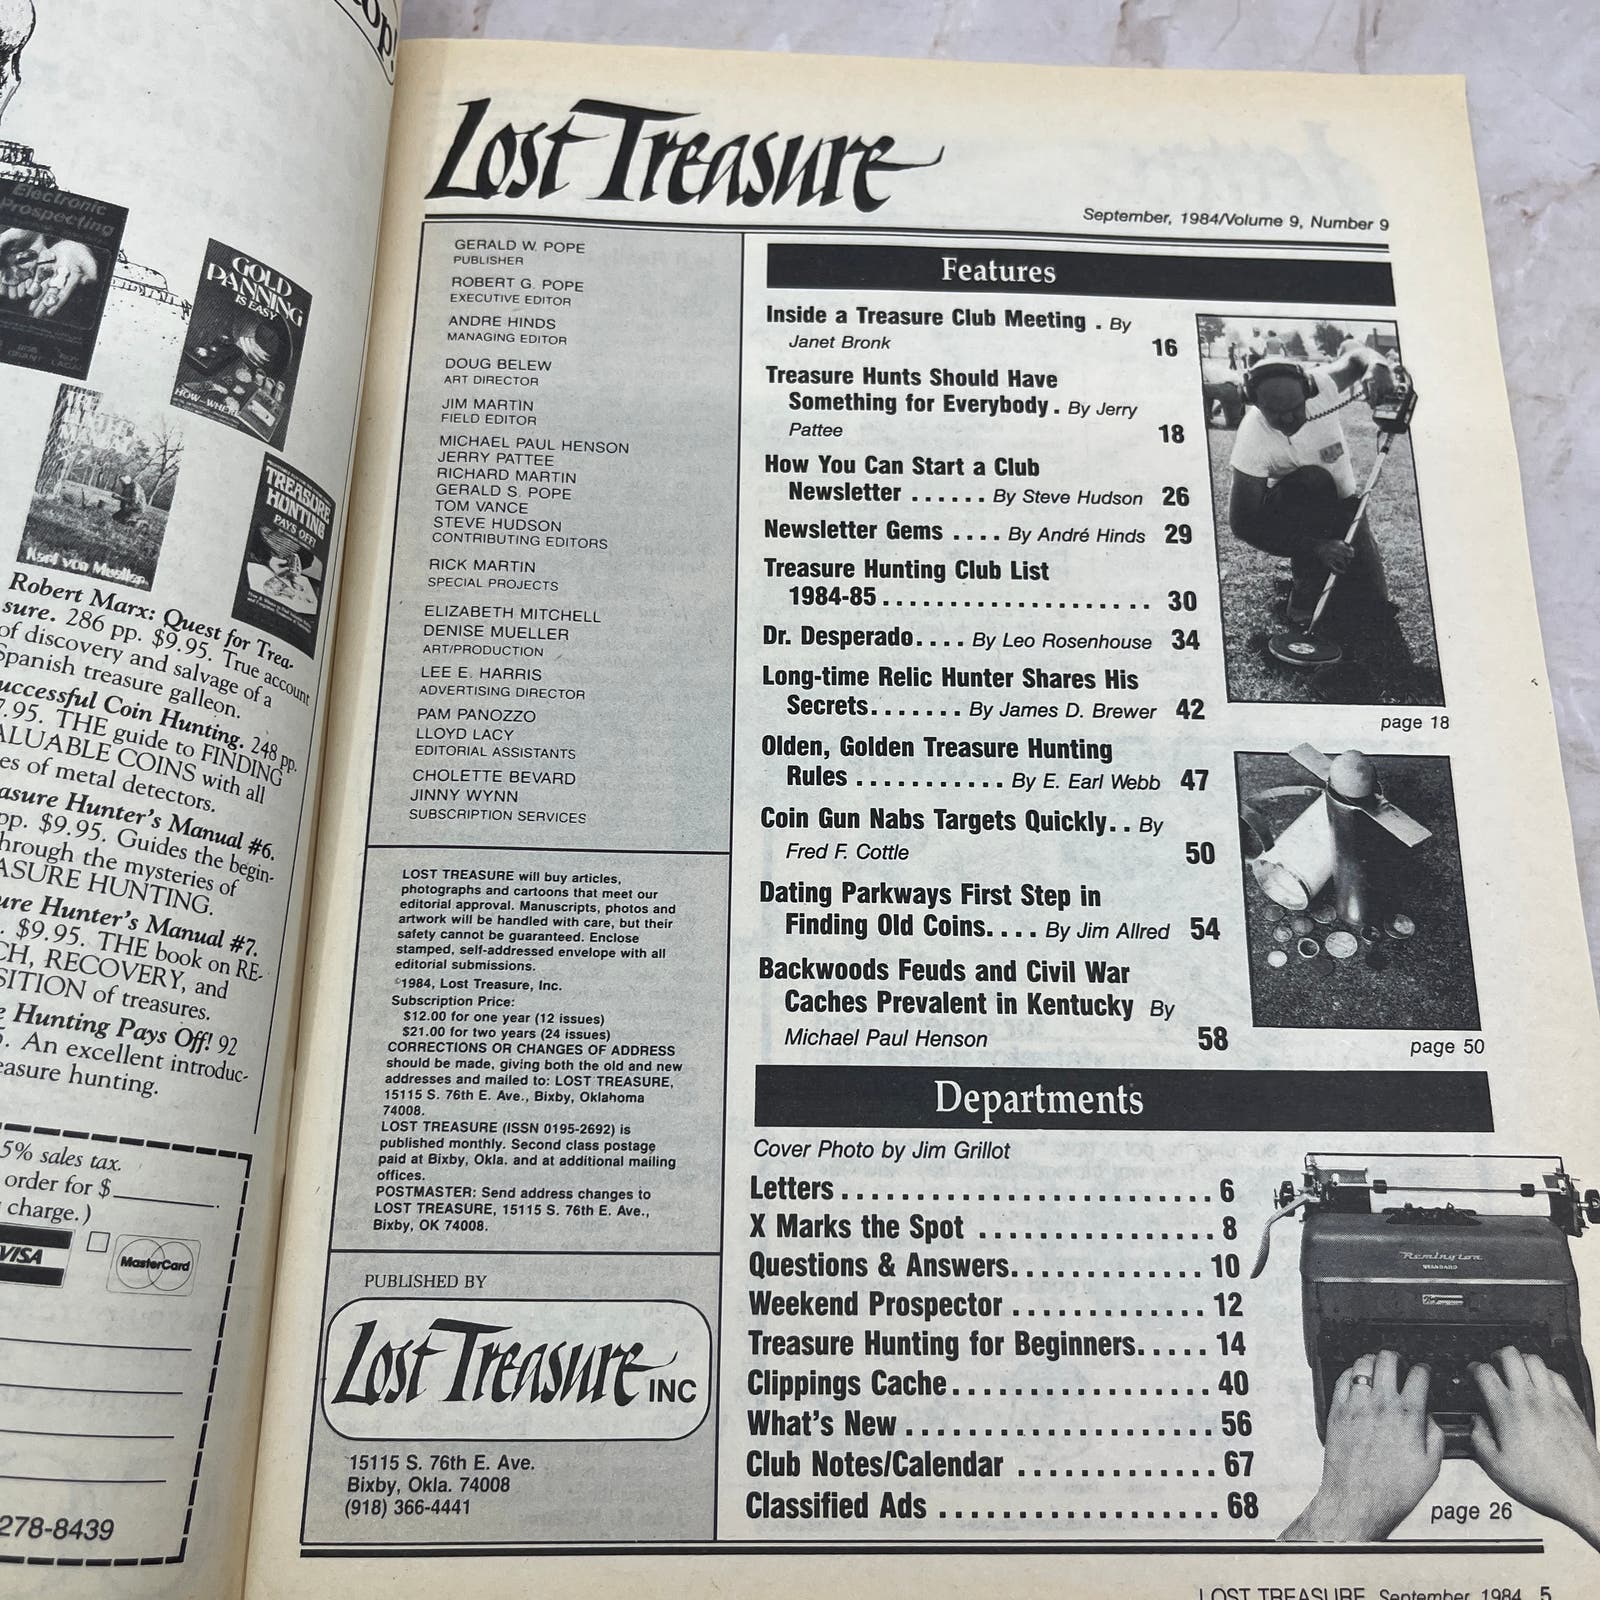 op!
Electronic
Prospecting
GOLD
PANNING
IS EASY
HOW-WHERE
Karl von Mueller
TREASURE
HUNTING
PAYS OFF!
Robert Marx: Quest for Trea-
sure. 286 pp. $9.95. True account
of discovery and salvage of a
Spanish treasure galleon.
uccessful Coin Hunting. 248 pp.
7.95. THE guide to FINDING
ALUABLE COINS with all
es of metal detectors.
asure Hunter's Manual #6.
pp. $9.95. Guides the begin-
hrough the mysteries of
ASURE HUNTING.
ure Hunter's Manual #7.
. $9.95. THE book on RE-
CH, RECOVERY, and
SITION of treasures.
e Hunting Pays Off! 92
. An excellent introduc-
easure hunting.
5% sales tax.
order for $
charge.)
VISA
MasterCard
278-8439
Lost Treasure
September, 1984/Volume 9, Number 9
GERALD W. POPE
PUBLISHER
ROBERT G. POPE
EXECUTIVE EDITOR
ANDRE HINDS
MANAGING EDITOR
DOUG BELEW
ART DIRECTOR
JIM MARTIN
FIELD EDITOR
MICHAEL PAUL HENSON
JERRY PATTEE
RICHARD MARTIN
GERALD S. POPE
TOM VANCE
STEVE HUDSON
CONTRIBUTING EDITORS
RICK MARTIN
SPECIAL PROJECTS
ELIZABETH MITCHELL
DENISE MUELLER
ART/PRODUCTION
LEE E. HARRIS
ADVERTISING DIRECTOR
PAM PANOZZO
LLOYD LACY
EDITORIAL ASSISTANTS
CHOLETTE BEVARD
JINNY WYNN
SUBSCRIPTION SERVICES
LOST TREASURE will buy articles,
photographs and cartoons that meet our
editorial approval. Manuscripts, photos and
artwork will be handled with care, but their
safety cannot be guaranteed. Enclose
stamped, self-addressed envelope with all
editorial submissions.
©1984, Lost Treasure, Inc.
Subscription Price:
$12.00 for one year (12 issues)
$21.00 for two years (24 issues)
CORRECTIONS OR CHANGES OF ADDRESS
should be made, giving both the old and new
addresses and mailed to: LOST TREASURE,
15115 S. 76th E. Ave., Bixby, Oklahoma
74008.
LOST TREASURE (ISSN 0195-2692) is
published monthly. Second class postage
paid at Bixby, Okla. and at additional mailing
offices.
POSTMASTER: Send address changes to
LOST TREASURE, 15115 S. 76th E. Ave.,
Bixby, OK 74008.
PUBLISHED BY
Lost Treasure INC
15115 S. 76th E. Ave.
Bixby, Okla. 74008
(918) 366-4441
Features
Inside a Treasure Club Meeting . By
Janet Bronk 16
Treasure Hunts Should Have
Something for Everybody . By Jerry
Pattee 18
How You Can Start a Club
Newsletter ...... By Steve Hudson 26
Newsletter Gems .... By André Hinds 29
Treasure Hunting Club List
1984-85.................... 30
Dr. Desperado.... By Leo Rosenhouse 34
Long-time Relic Hunter Shares His
Secrets....... By James D. Brewer 42
Olden, Golden Treasure Hunting
Rules ........... By E. Earl Webb 47
Coin Gun Nabs Targets Quickly. . By
Fred F. Cottle 50
Dating Parkways First Step in
Finding Old Coins.... By Jim Allred 54
Backwoods Feuds and Civil War
Caches Prevalent in Kentucky By
Michael Paul Henson 58
page 18
page 50
Departments
Cover Photo by Jim Grillot
Letters......................... 6
X Marks the Spot ................ 8
Questions & Answers............. 10
Weekend Prospector ............. 12
Treasure Hunting for Beginners..... 14
Clippings Cache................. 40
What's New ..................... 56
Club Notes/Calendar ............. 67
Classified Ads ................... 68
Remington
STANDARD
page 26
LOST TREASURE, September 1984 5